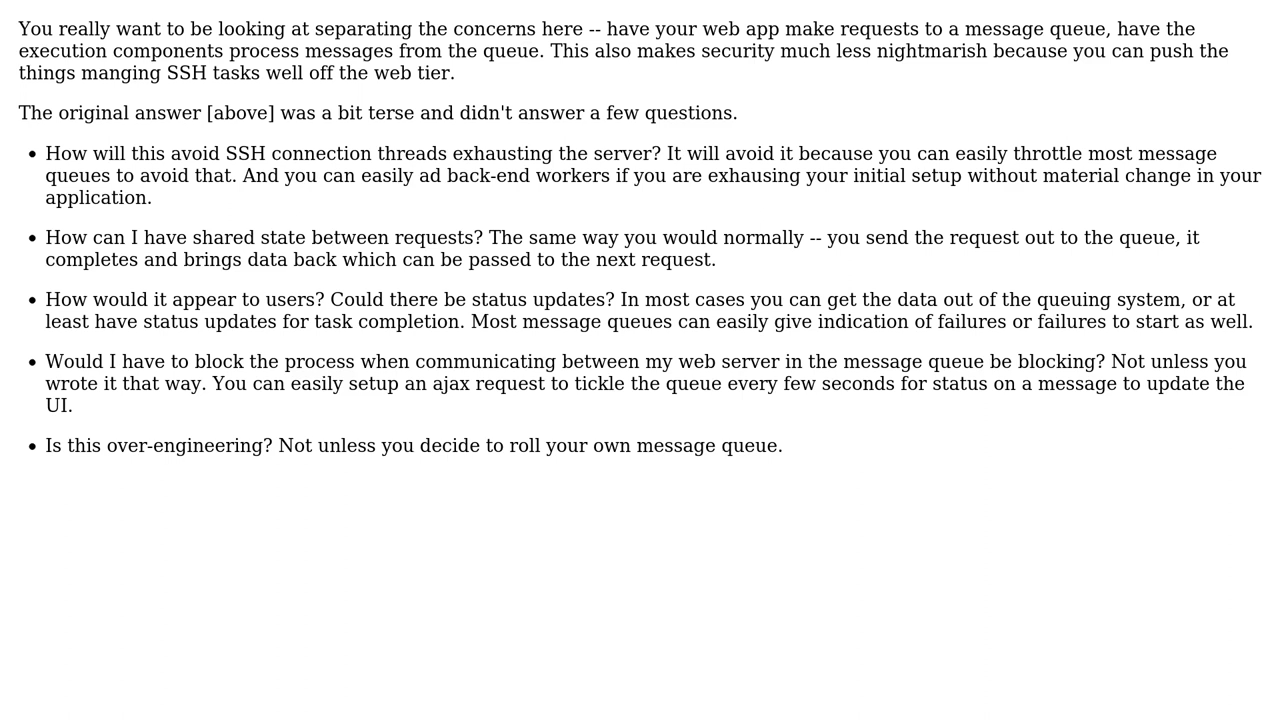 You really want to be looking at separating the concerns here -- have your web app make requests to a message queue, have the
execution components process messages from the queue. This also makes security much less nightmarish because you can push the
things manging SSH tasks well off the web tier.
The original answer [above] was a bit terse and didn't answer a few questions.
• How will this avoid SSH connection threads exhausting the server? It will avoid it because you can easily throttle most message
queues to avoid that. And you can easily ad back-end workers if you are exhausing your initial setup without material change in your
application.
• How can I have shared state between requests? The same way you would normally -- you send the request out to the queue, it
completes and brings data back which can be passed to the next request.
• How would it appear to users? Could there be status updates? In most cases you can get the data out of the queuing system, or at
least have status updates for task completion. Most message queues can easily give indication of failures or failures to start as well.
• Would I have to block the process when communicating between my web server in the message queue be blocking? Not unless you
wrote it that way. You can easily setup an ajax request to tickle the queue every few seconds for status on a message to update the
UI.
• Is this over-engineering? Not unless you decide to roll your own message queue.